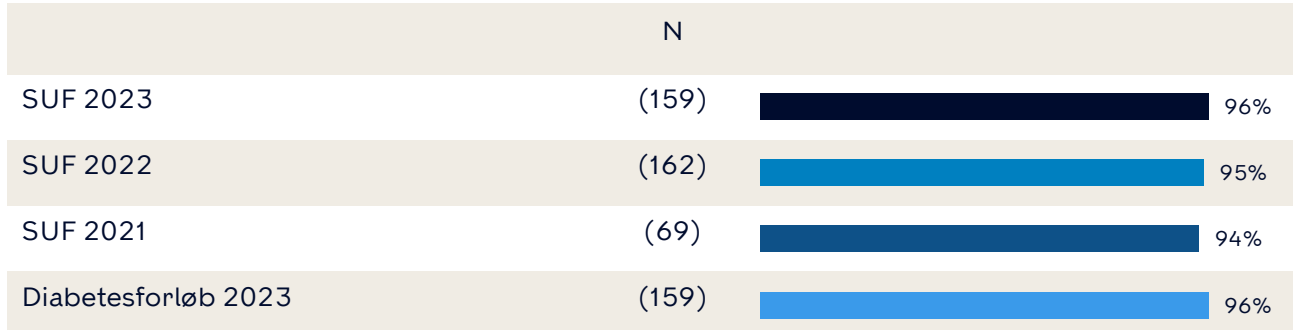 N
SUF 2023 (159) 96%
SUF 2022 (162) 95%
SUF 2021 (69) 94%
Diabetesforløb 2023 (159) 96%